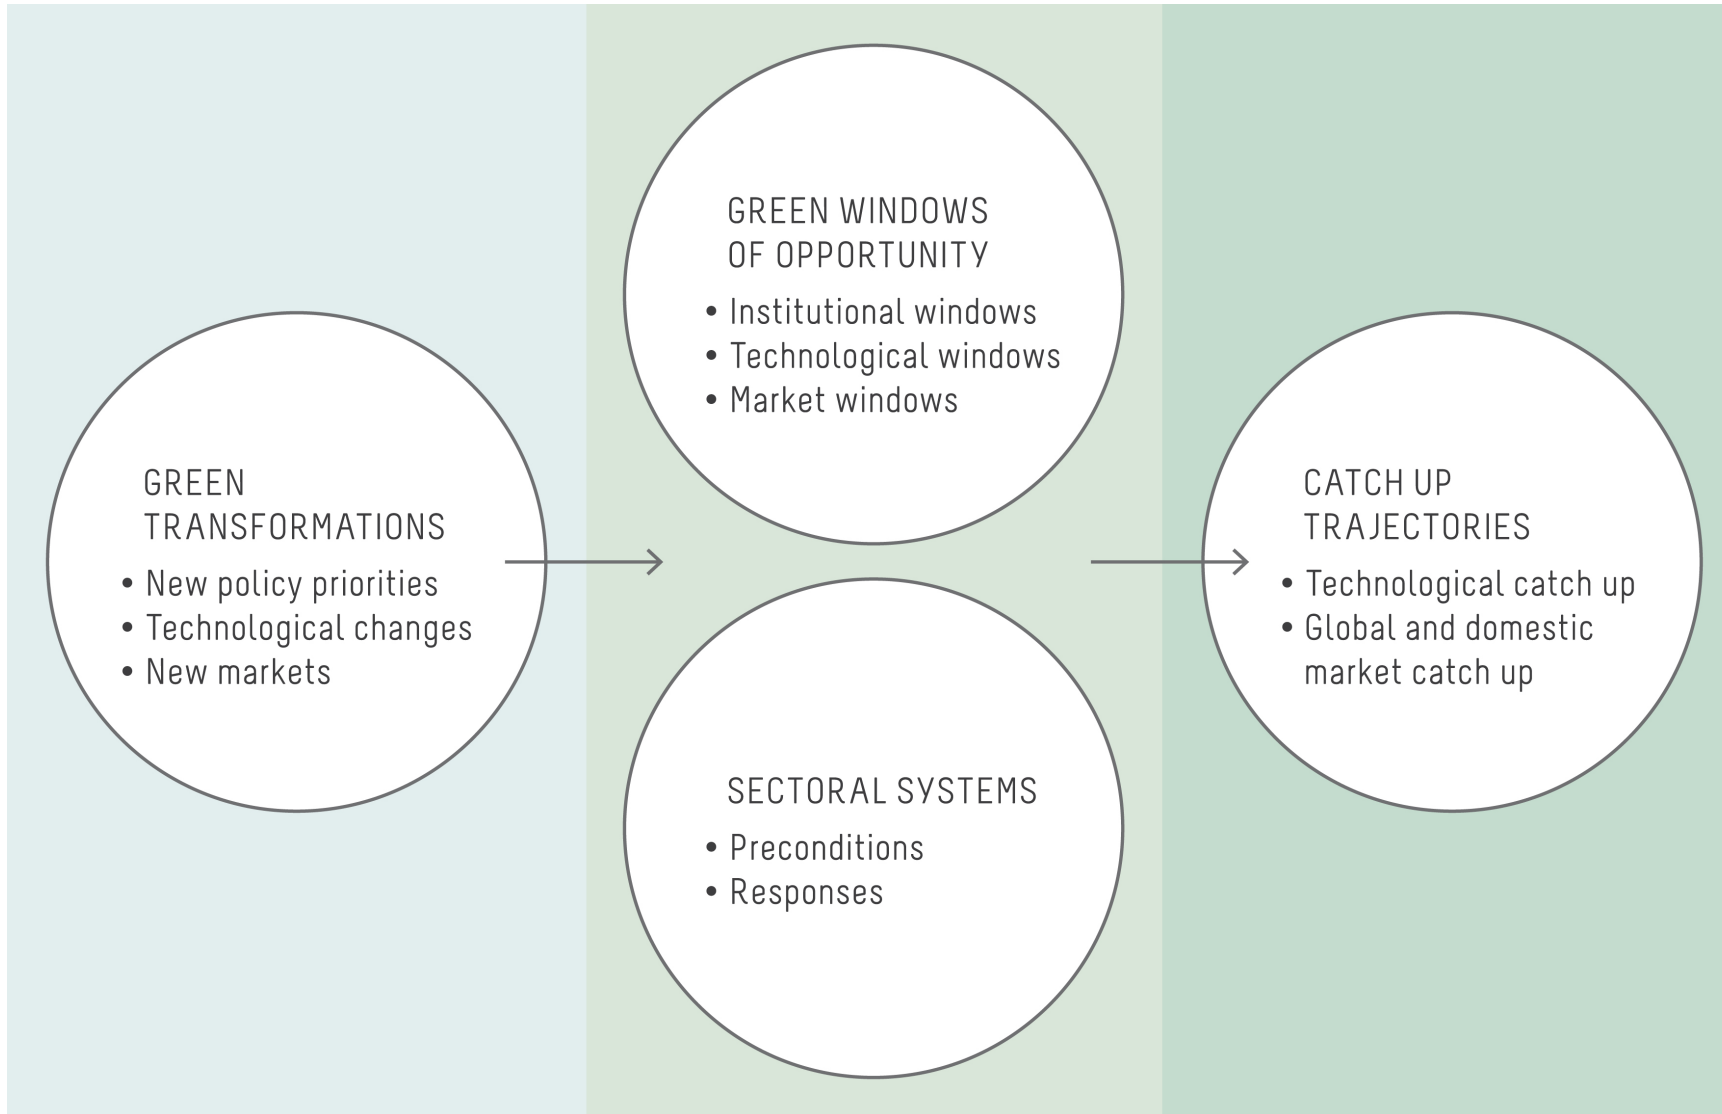 GREEN
TRANSFORMATIONS
• New policy priorities
• Technological changes
• New markets
GREEN WINDOWS
OF OPPORTUNITY
• Institutional windows
• Technological windows
• Market windows
SECTORAL SYSTEMS
• Preconditions
• Responses
CATCH UP
TRAJECTORIES
• Technological catch up
• Global and domestic
market catch up